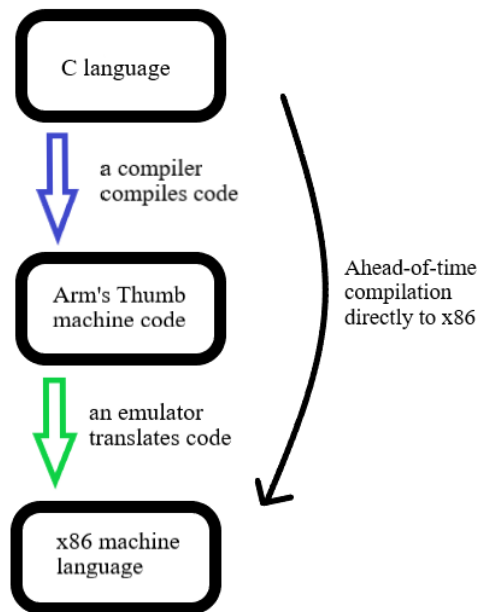 C language
a compiler
compiles code
Arm's Thumb
machine code
Ahead-of-time
compilation
directly to x86
an emulator
translates code
x86 machine
language